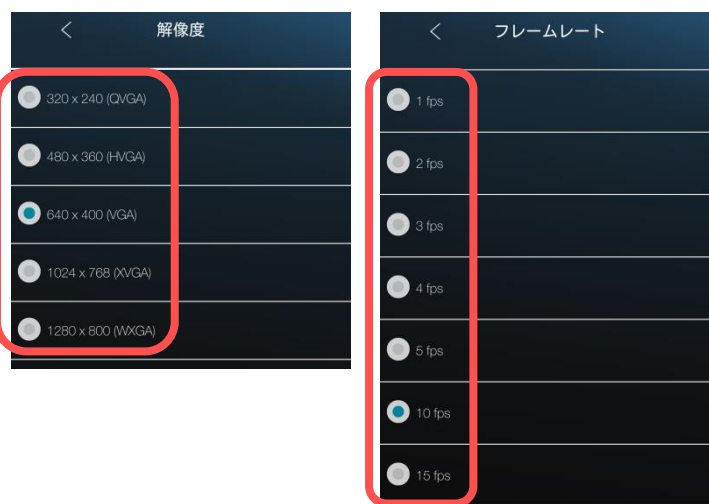 解像度
320 x 240 (QVGA)
480 x 360 (HVGA)
640 x 400 (VGA)
1024 x 768 (XVGA)
1280 x 800 (WXGA)
フレームレート
1 fps
2 fps
3 fps
4 fps
5 fps
10 fps
15 fps